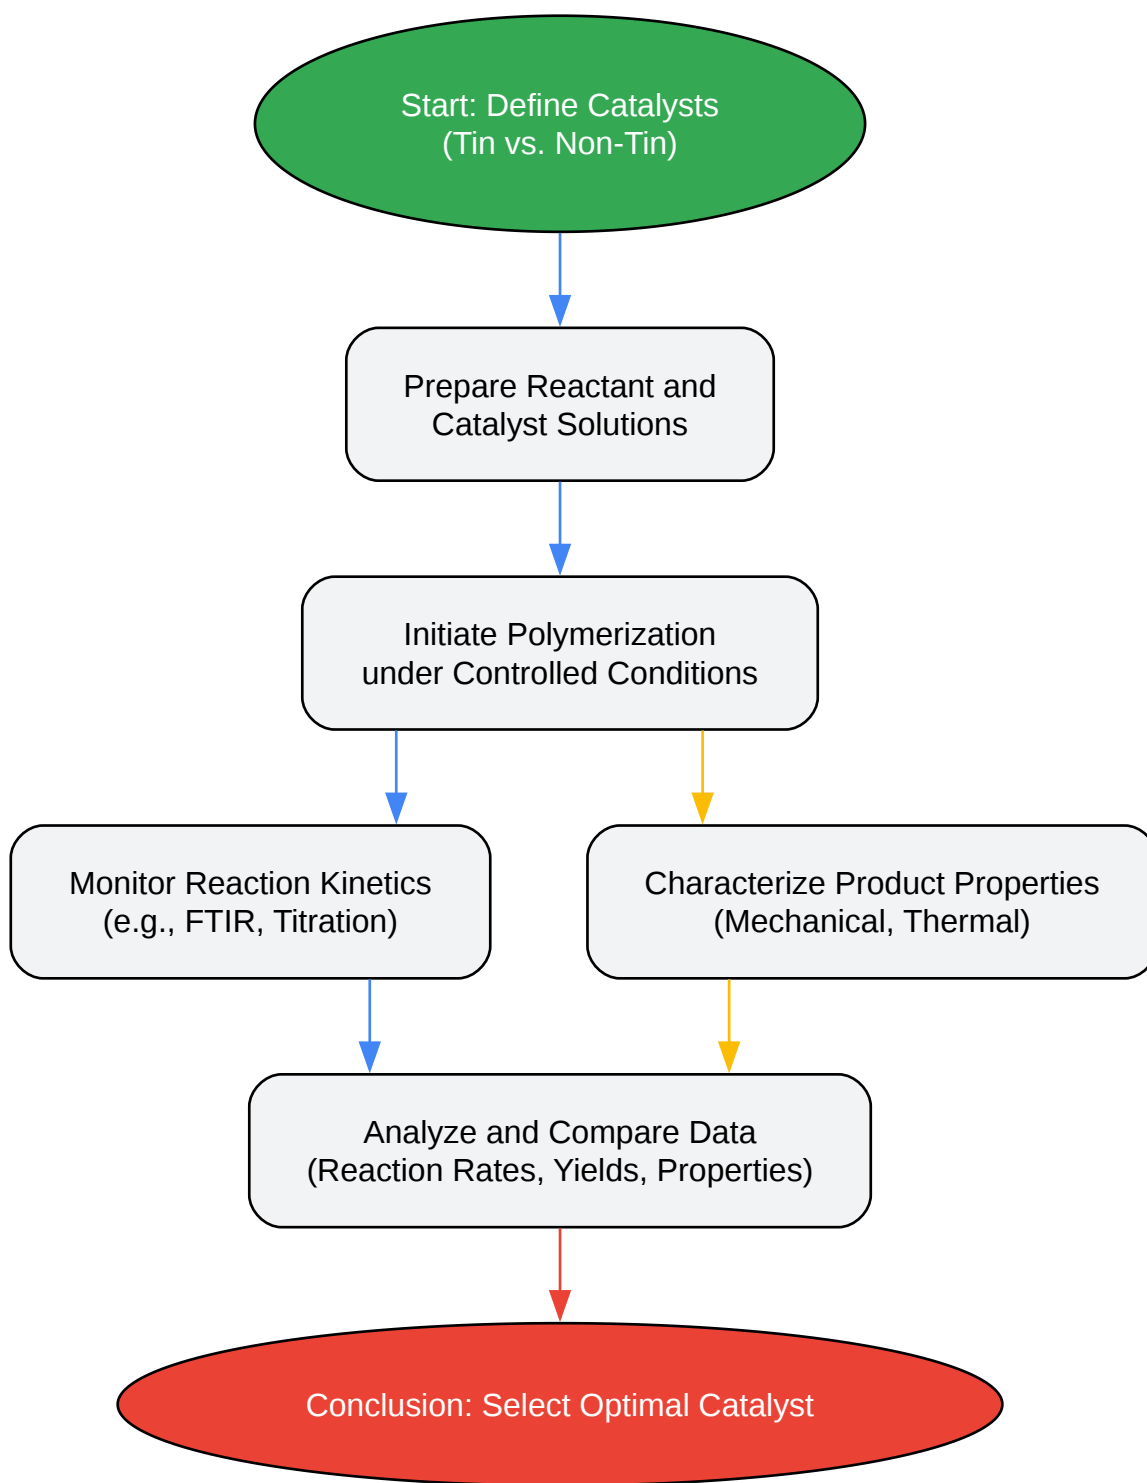 Start: Define Catalysts
(Tin vs. Non-Tin)
Prepare Reactant and
Catalyst Solutions
Initiate Polymerization
under Controlled Conditions
Monitor Reaction Kinetics
(e.g., FTIR, Titration)
Characterize Product Properties
(Mechanical, Thermal)
Analyze and Compare Data
(Reaction Rates, Yields, Properties)
Conclusion: Select Optimal Catalyst